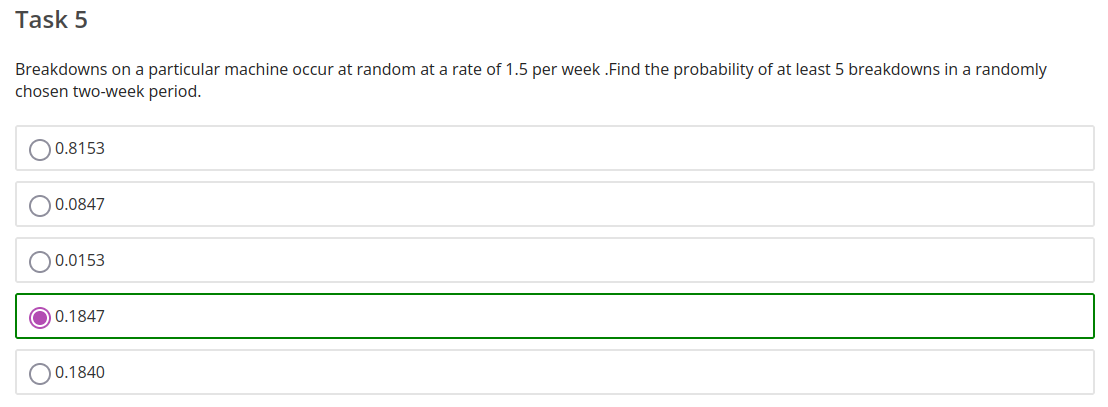 Task 5
Breakdowns on a particular machine occur at random at a rate of 1.5 per week .Find the probability of at least 5 breakdowns in a randomly
chosen two-week period.
0.8153
0.0847
0.0153
0.1847
0.1840